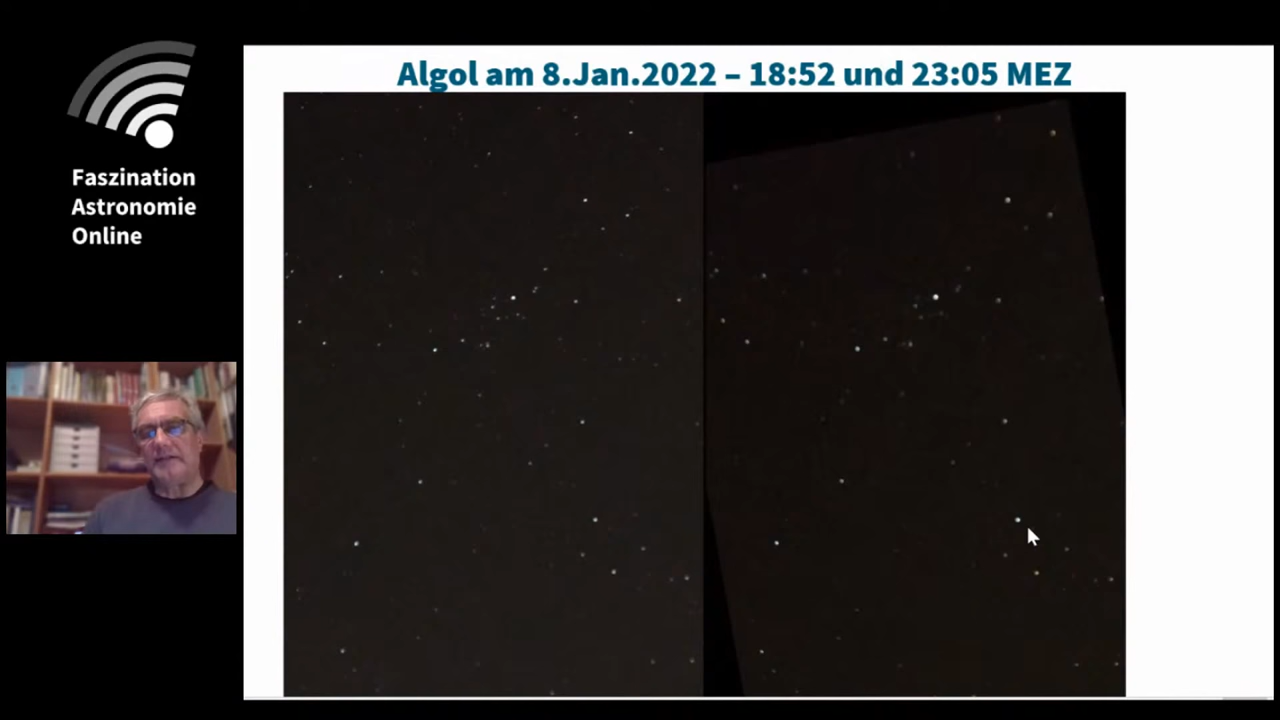 Faszination
Astronomie
Online
Algol am 8.Jan.2022 – 18:52 und 23:05 MEZ